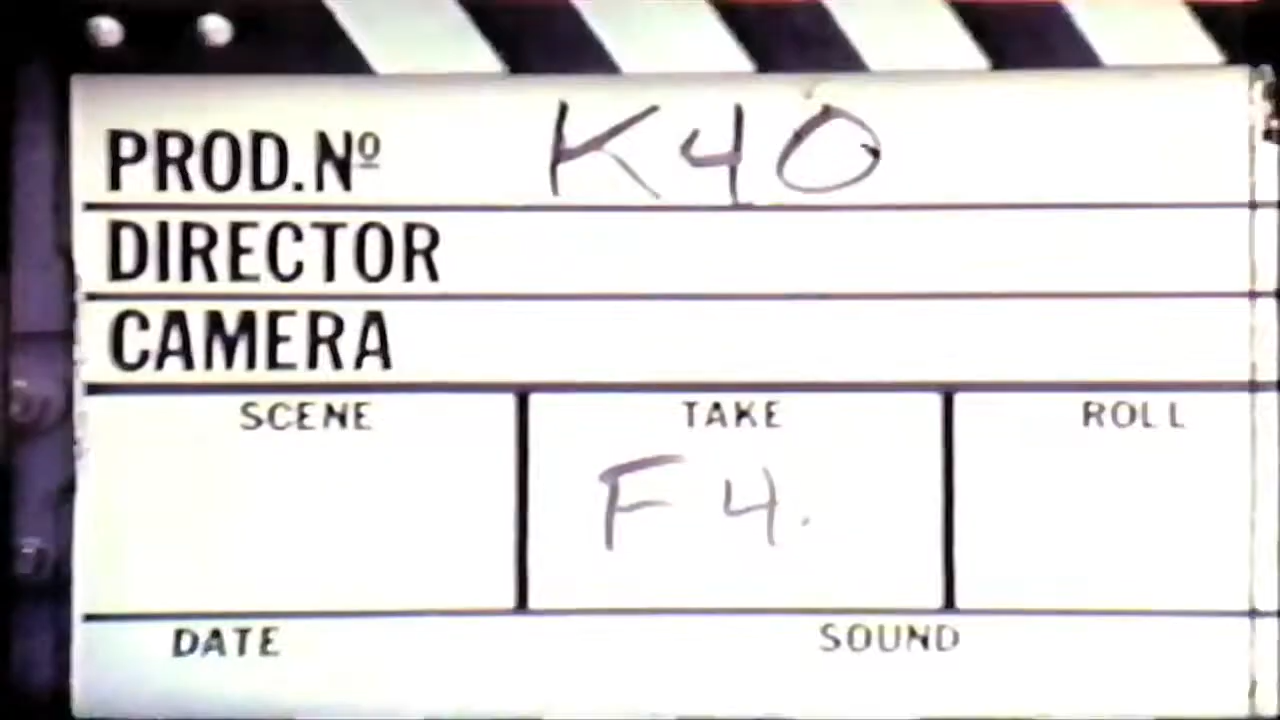 PROD.Nº K40
DIRECTOR
CAMERA
SCENE TAKE ROLL
F4.
DATE SOUND